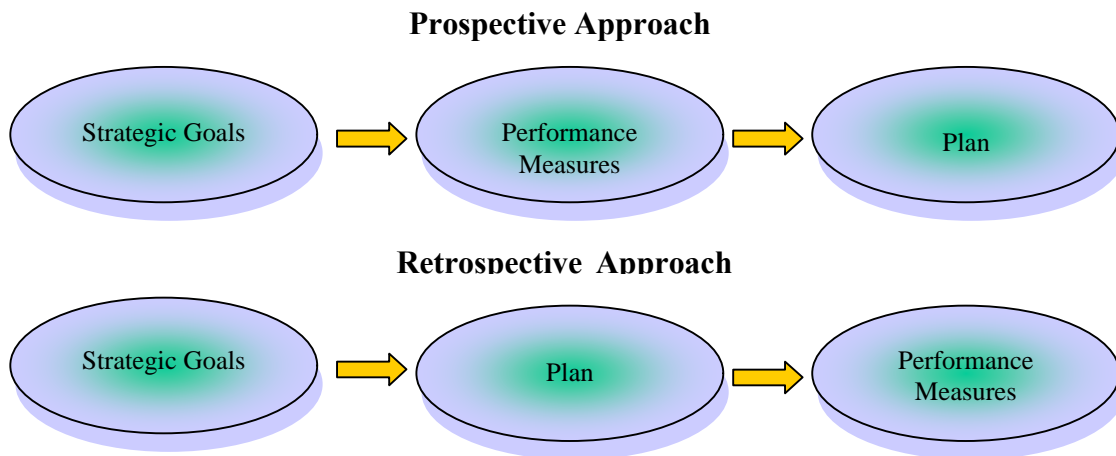 Prospective Approach
Strategic Goals
Performance
Measures
Plan
Retrospective Approach
Strategic Goals
Plan
Performance
Measures